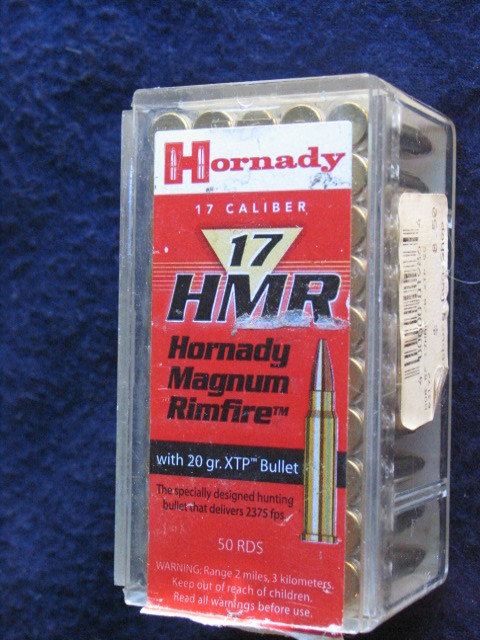 Hornady
17 CALIBER
17
HMR
Hornady
Magnum
Rimfire™
with 20 gr. XTP™ Bullet
The specially designed hunting
bullet that delivers 2375 fps.
50 RDS
WARNING: Range 2 miles, 3 kilometers.
Keep out of reach of children.
Read all warnings before use.